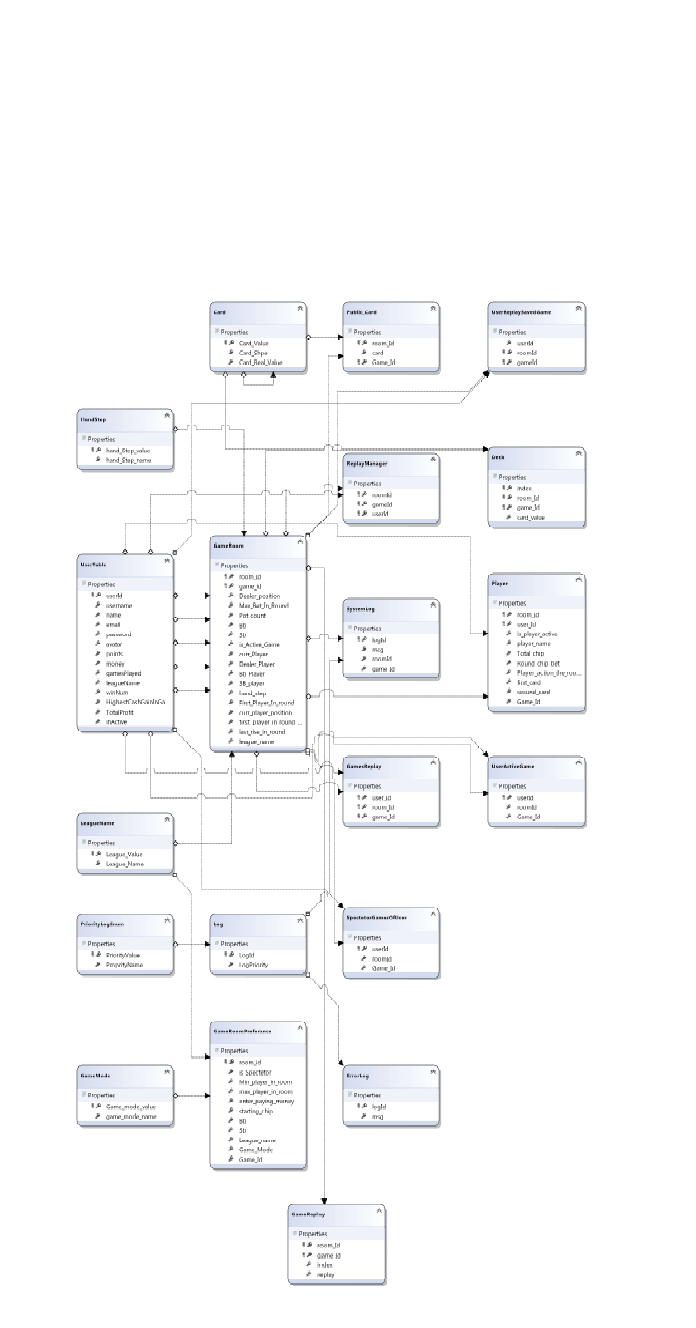 Card
Properties
Card_Value
Card_Shpe
Card_Real_Value
Public_Card
Properties
room_Id
card
Game_Id
UserReplaySavedGame
Properties
userId
roomId
gameId
HandStep
Properties
hand_Step_value
hand_Step_name
ReplayManager
Properties
roomId
gameId
userId
Deck
Properties
index
room_Id
game_Id
card_value
UserTable
Properties
userId
username
name
email
password
avatar
points
money
gamesPlayed
leagueName
winNum
HighestCashGainInGa
TotalProfit
inActive
GameRoom
Properties
room_Id
game_id
Dealer_position
Max_Bet_In_Round
Pot_count
Bb
Sb
is_Active_Game
curr_Player
Dealer_Player
Bb_Player
SB_player
hand_step
First_Player_In_round
curr_player_position
first_player_in_round ...
last_rise_in_round
league_name
SystemLog
Properties
logId
msg
roomId
game_Id
Player
Properties
room_Id
user_Id
is_player_active
player_name
Total_chip
Round_chip_bet
Player_action_the_rou...
first_card
secund_card
Game_Id
GamesReplay
Properties
user_Id
room_Id
game_Id
UserActiveGame
Properties
userId
roomId
Game_Id
LeagueName
Properties
League_Value
League_Name
PriorityLogEnum
Properties
PriorityValue
ProprityName
Log
Properties
LogId
LogPriority
SpectetorGamesOfUser
Properties
userId
roomId
Game_Id
GameRoomPreferance
Properties
room_id
is_Spectetor
Min_player_in_room
max_player_in_room
enter_paying_money
starting_chip
Bb
Sb
League_name
Game_Mode
Game_Id
GameMode
Properties
Game_mode_value
game_mode_name
ErrorLog
Properties
logId
msg
GameReplay
Properties
room_Id
game_Id
index
replay